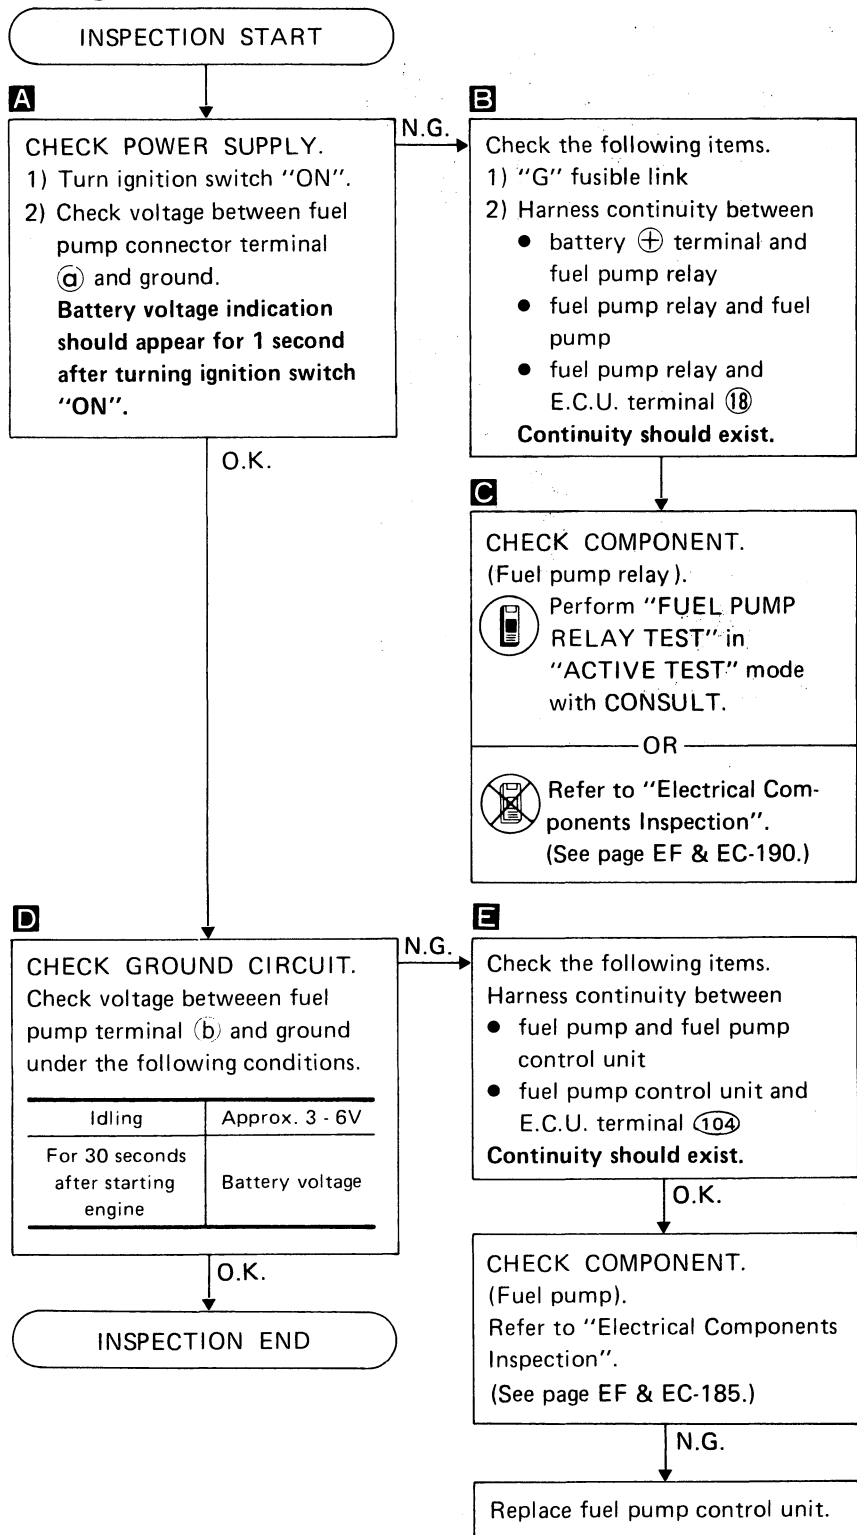 INSPECTION START
A
CHECK POWER SUPPLY.
1) Turn ignition switch "ON".
2) Check voltage between fuel
pump connector terminal
ⓐ and ground.
Battery voltage indication
should appear for 1 second
after turning ignition switch
"ON".
N.G.
O.K.
B
Check the following items.
1) "G" fusible link
2) Harness continuity between
● battery ⊕ terminal and
fuel pump relay
● fuel pump relay and fuel
pump
● fuel pump relay and
E.C.U. terminal ⑱
Continuity should exist.
C
CHECK COMPONENT.
(Fuel pump relay).
Perform "FUEL PUMP
RELAY TEST" in
"ACTIVE TEST" mode
with CONSULT.
OR
Refer to "Electrical Com-
ponents Inspection".
(See page EF & EC-190.)
D
CHECK GROUND CIRCUIT.
Check voltage betweeen fuel
pump terminal ⓑ and ground
under the following conditions.
Idling Approx. 3 - 6V
For 30 seconds
after starting
engine
Battery voltage
N.G.
O.K.
INSPECTION END
E
Check the following items.
Harness continuity between
● fuel pump and fuel pump
control unit
● fuel pump control unit and
E.C.U. terminal (104)
Continuity should exist.
O.K.
CHECK COMPONENT.
(Fuel pump).
Refer to "Electrical Components
Inspection".
(See page EF & EC-185.)
N.G.
Replace fuel pump control unit.